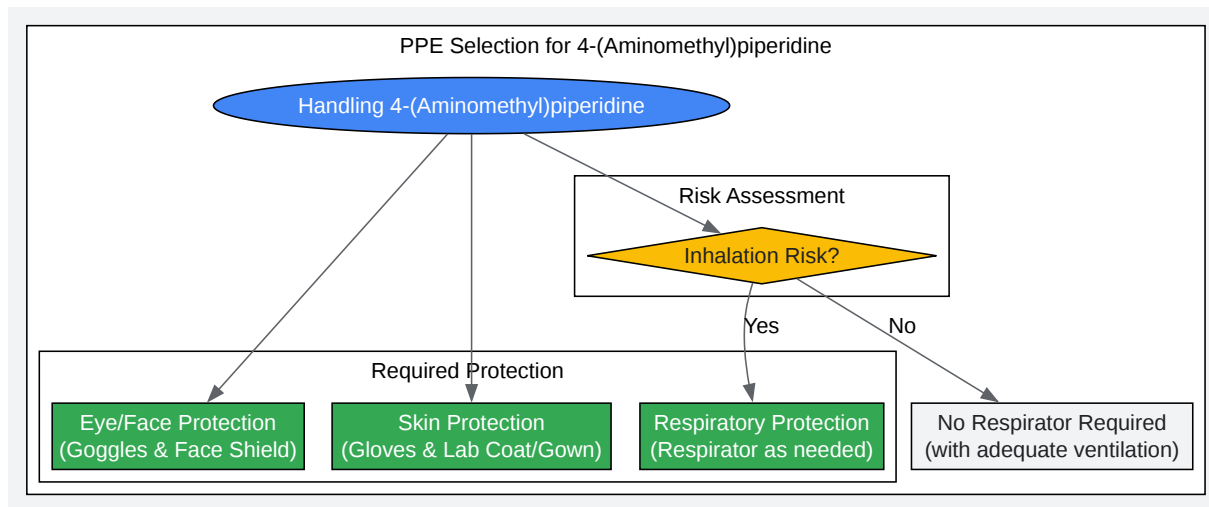 PPE Selection for 4-(Aminomethyl)piperidine
Handling 4-(Aminomethyl)piperidine
Risk Assessment
Inhalation Risk?
Yes
No
Required Protection
Eye/Face Protection
(Goggles & Face Shield)
Skin Protection
(Gloves & Lab Coat/Gown)
Respiratory Protection
(Respirator as needed)
No Respirator Required
(with adequate ventilation)